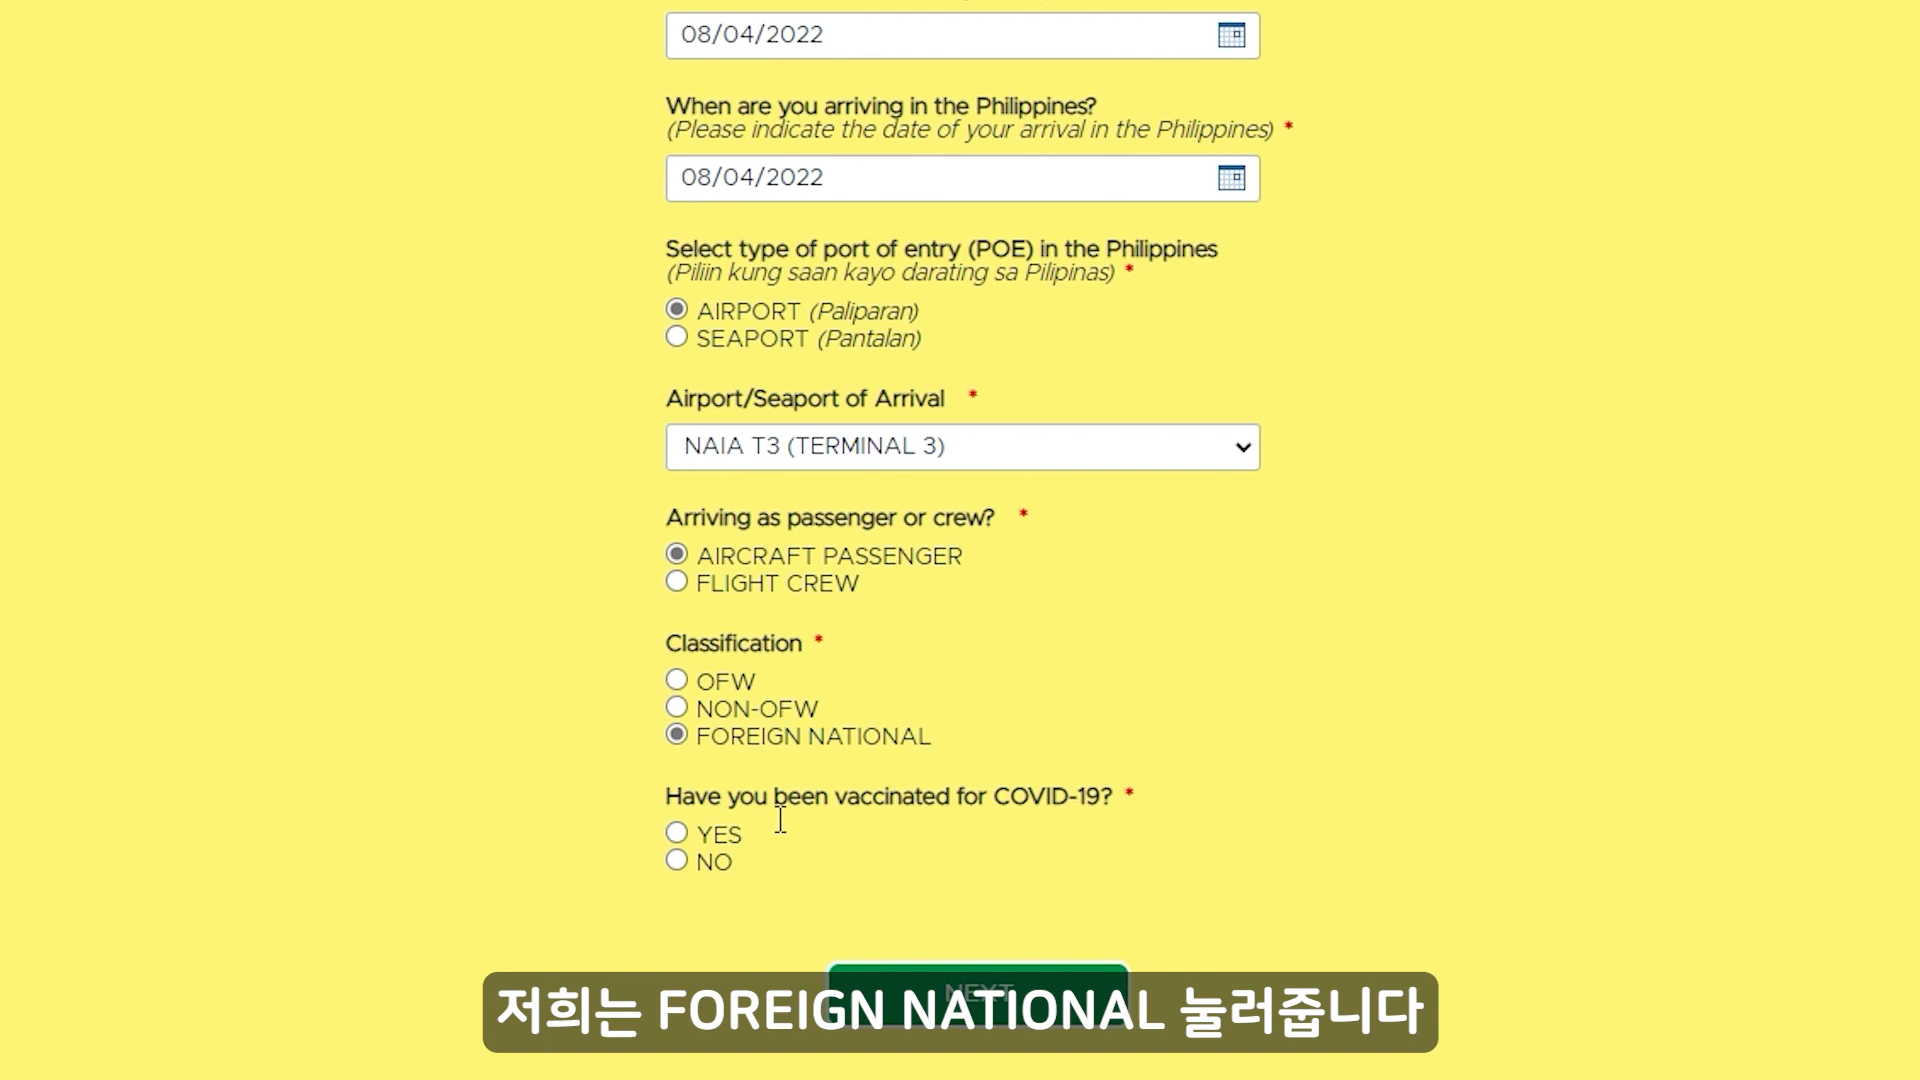 08/04/2022
When are you arriving in the Philippines?
(Please indicate the date of your arrival in the Philippines) *
08/04/2022
Select type of port of entry (POE) in the Philippines
(Piliin kung saan kayo darating sa Pilipinas) *
AIRPORT (Paliparan)
SEAPORT (Pantalan)
Airport/Seaport of Arrival *
NAIA T3 (TERMINAL 3)
Arriving as passenger or crew? *
AIRCRAFT PASSENGER
FLIGHT CREW
Classification *
OFW
NON-OFW
FOREIGN NATIONAL
Have you been vaccinated for COVID-19? *
YES
NO
NEXT
저희는 FOREIGN NATIONAL 눌러줍니다